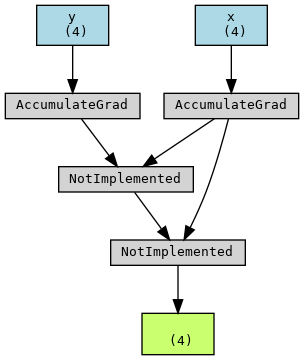 y
(4)
x
(4)
AccumulateGrad
AccumulateGrad
NotImplemented
NotImplemented
(4)